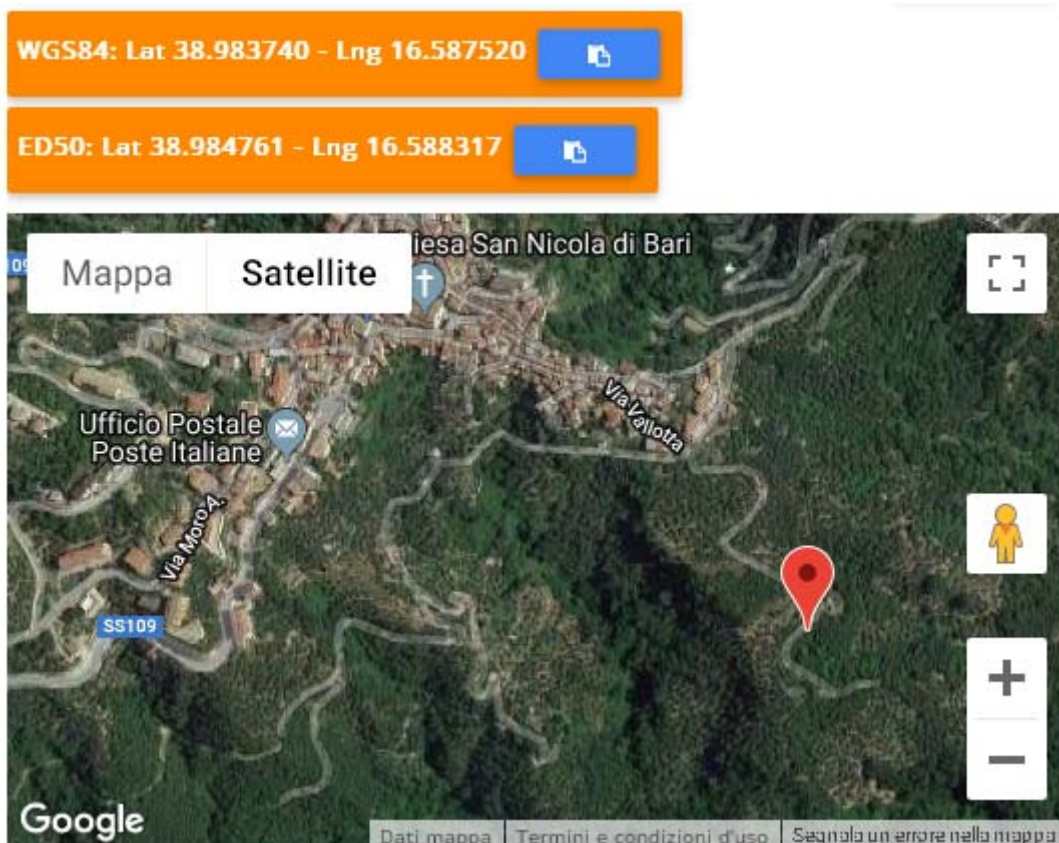 WGS84: Lat 38.983740 - Lng 16.587520
ED50: Lat 38.984761 - Lng 16.588317
Mappa
Satellite
iesa San Nicola di Bari
Via Vallotta
Ufficio Postale
Poste Italiane
Via Moro A.
SS109
Google
Dati mappa
Termini e condizioni d'uso
Segnala un errore nella mappa